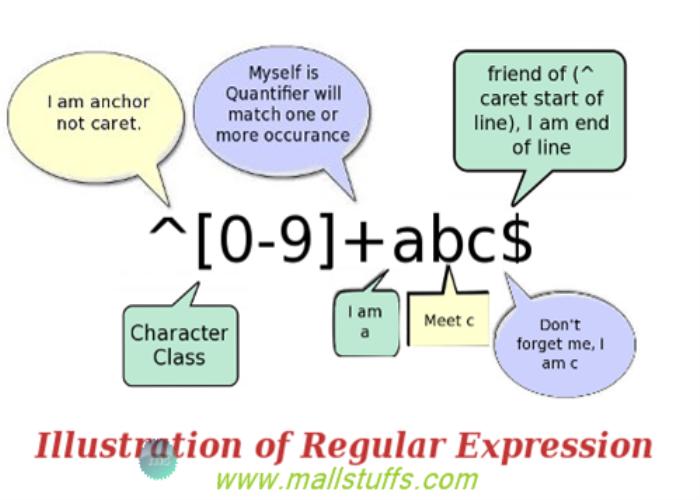 I am anchor
not caret.
Myself is
Quantifier will
match one or
more occurance
friend of (^
caret start of
line), I am end
of line
^[0-9]+abc$
Character
Class
I am
a
Meet c
Don't
forget me, I
am c
Illustration of Regular Expression
www.mallstuffs.com